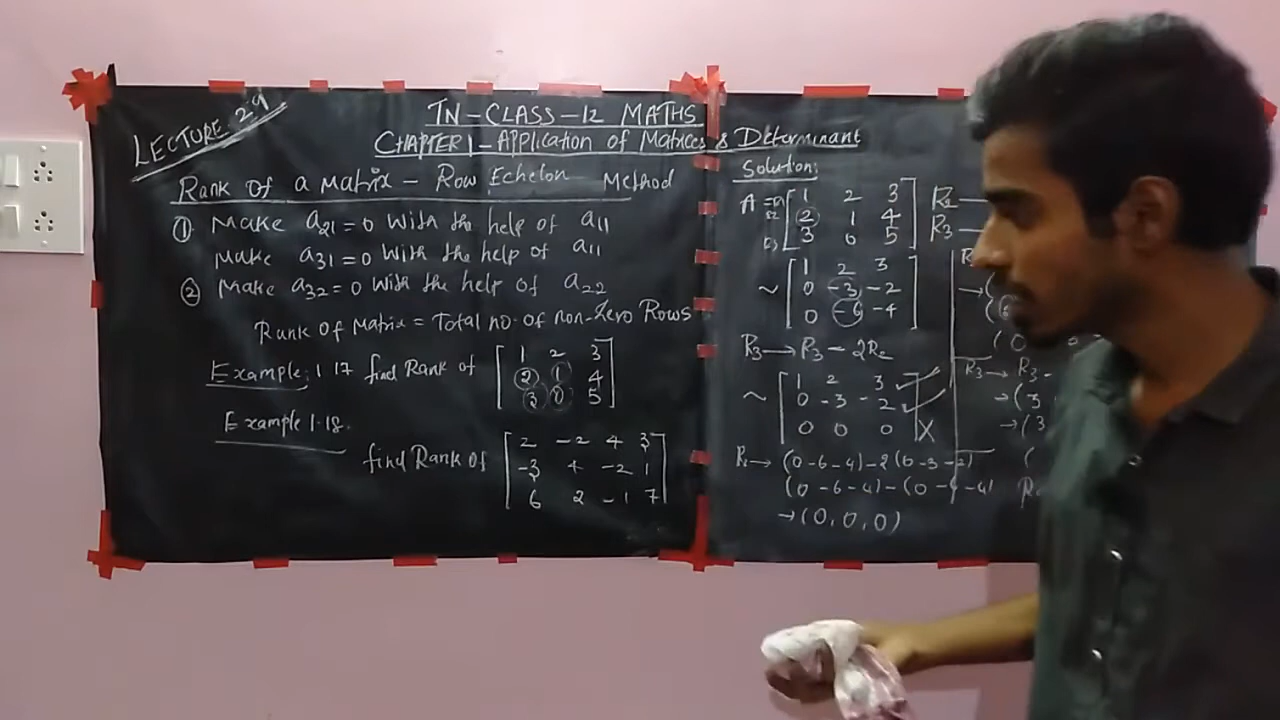 LECTURE 2.9
TN-CLASS-12 MATHS
CHAPTER 1 - Application of Matrices & Determinant
Rank of a Matrix - Row Echelon Method
① Make a21 = 0 with the help of a11
Make a31 = 0 with the help of a11
② Make a32 = 0 with the help of a22
Rank of Matrix = Total no. of non-zero Rows
Example: 1.17 find Rank of
1 2 3
2 1 4
3 0 5
Example 1.18.
find Rank of
2 -2 4 3
-3 4 -2 1
6 2 -1 7
Solution:
A =
1 2 3
2 1 4
3 0 5
R2
R3
~
1 2 3
0 -3 -2
0 -6 -4
R3 → R3 - 2R2
~
1 2 3
0 -3 -2
0 0 0
(0 -6 -4) - 2(0 -3 -2)
(0 -6 -4) - (0 -6 -4)
→ (0, 0, 0)
R3 → R3 -